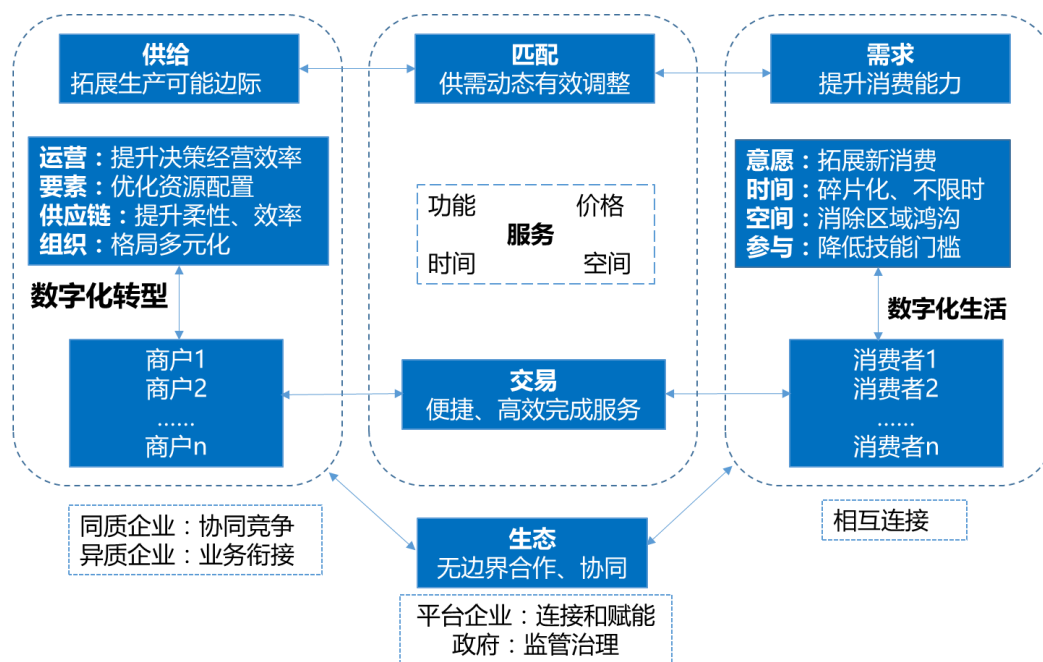 供给
拓展生产可能边际
匹配
供需动态有效调整
需求
提升消费能力
运营：提升决策经营效率
要素：优化资源配置
供应链：提升柔性、效率
组织：格局多元化
功能 价格
服务
时间 空间
意愿：拓展新消费
时间：碎片化、不限时
空间：消除区域鸿沟
参与：降低技能门槛
数字化转型
数字化生活
商户1
商户2
……
商户n
交易
便捷、高效完成服务
消费者1
消费者2
……
消费者n
同质企业：协同竞争
异质企业：业务衔接
生态
无边界合作、协同
相互连接
平台企业：连接和赋能
政府：监管治理